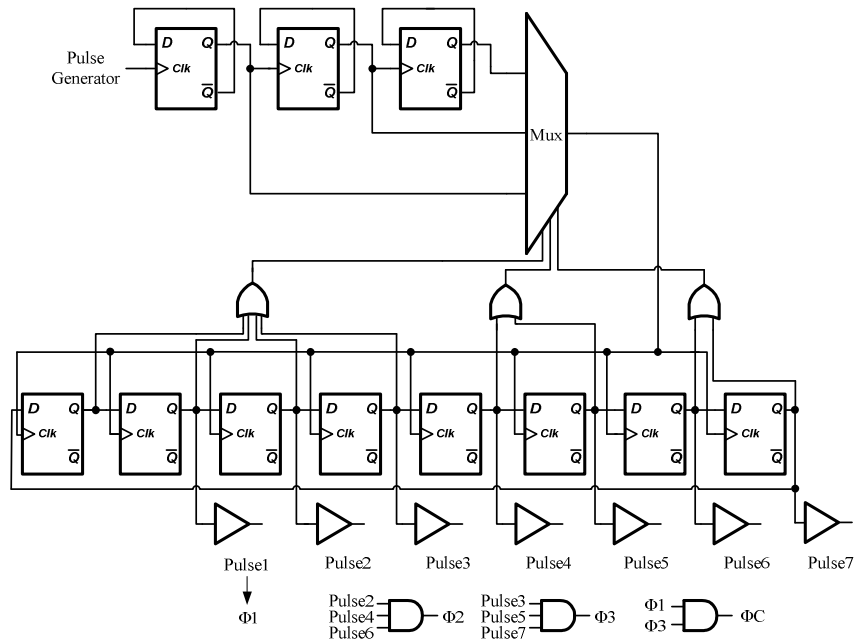 D Q D Q D Q
Pulse
Generator
Clk Clk Clk
Q Q Q
Mux
D Q D Q D Q D Q D Q D Q D Q D Q
Clk Clk Clk Clk Clk Clk Clk Clk
Q Q Q Q Q Q Q Q
Pulse1 Pulse2 Pulse3 Pulse4 Pulse5 Pulse6 Pulse7
Φ1
Pulse2
Pulse4
Pulse6
Φ2
Pulse3
Pulse5
Pulse7
Φ3
Φ1
Φ3
ΦC